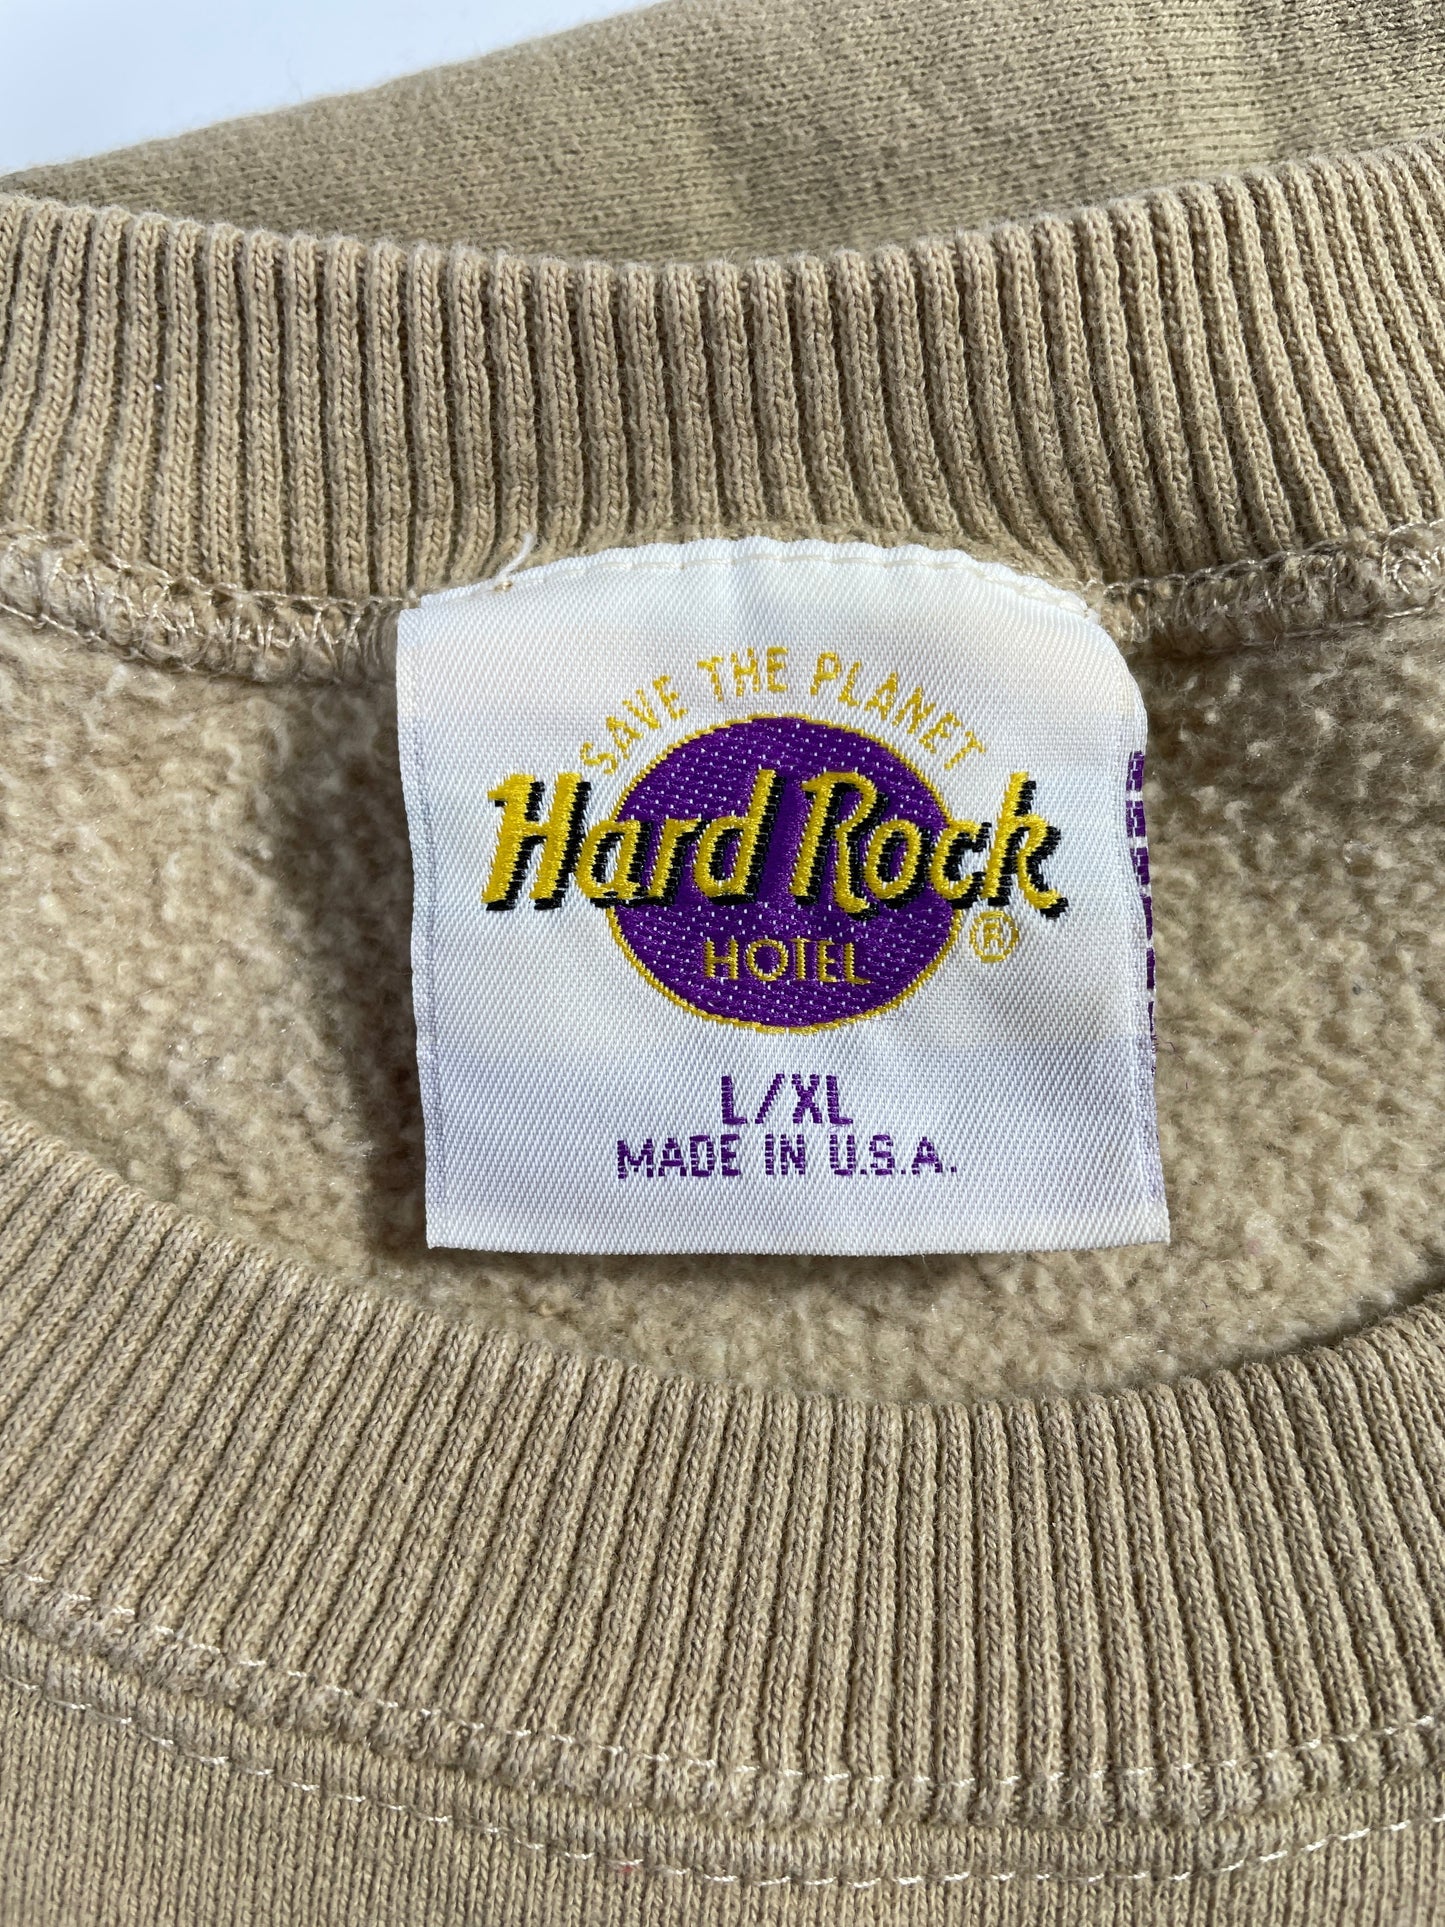 SAVE THE PLANET
Hard Rock
HOTEL ®
L/XL
MADE IN U.S.A.